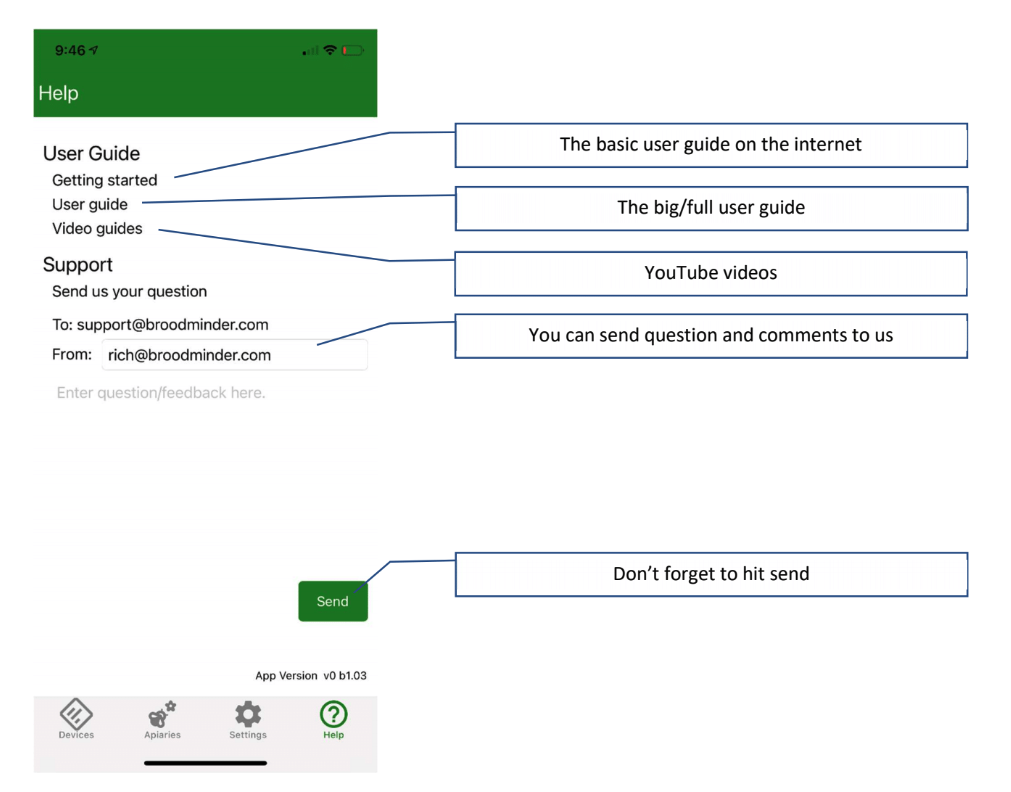 9:46
Help
User Guide
Getting started
User guide
Video guides
Support
Send us your question
To: support@broodminder.com
From: rich@broodminder.com
Enter question/feedback here.
Send
App Version v0 b1.03
Devices Apiaries Settings Help
The basic user guide on the internet
The big/full user guide
YouTube videos
You can send question and comments to us
Don’t forget to hit send